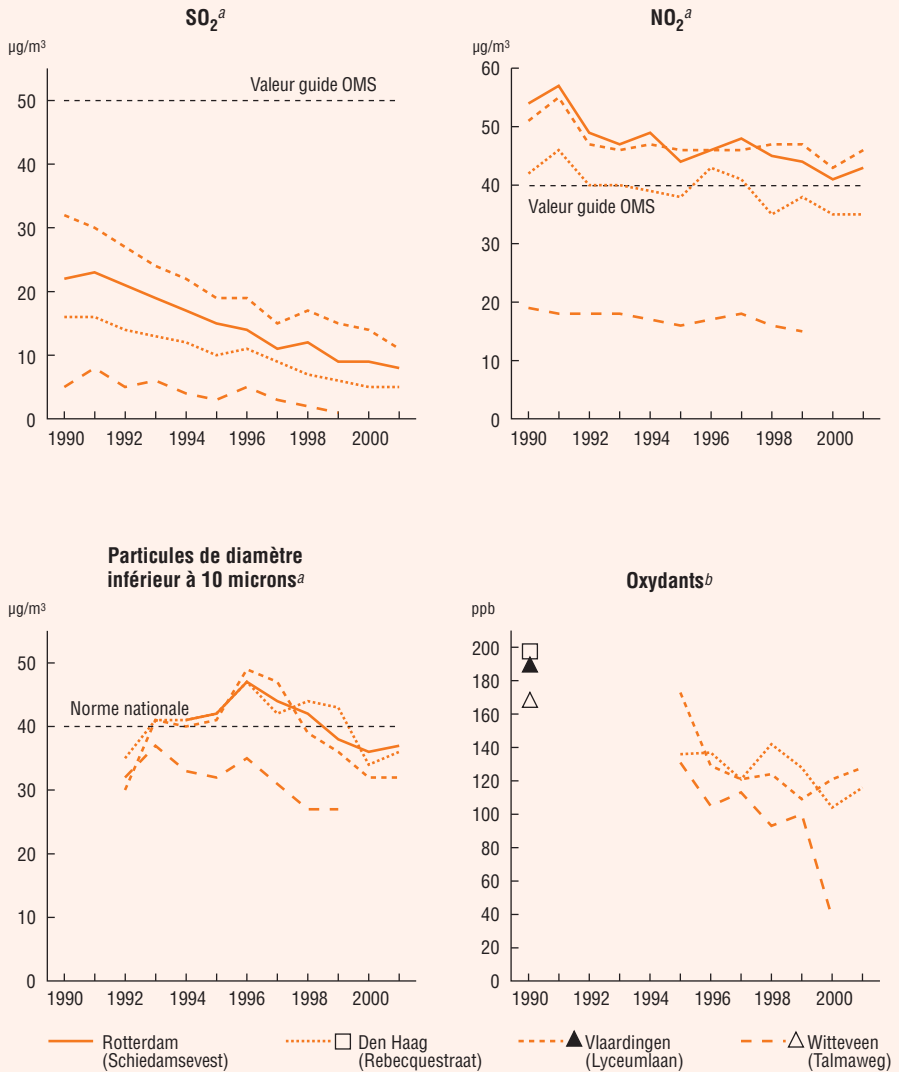 SO₂ᵃ
µg/m³
Valeur guide OMS
50
40
30
20
10
0
1990 1992 1994 1996 1998 2000
NO₂ᵃ
µg/m³
60
50
40
Valeur guide OMS
30
20
10
0
1990 1992 1994 1996 1998 2000
Particules de diamètre
inférieur à 10 micronsᵃ
µg/m³
50
Norme nationale
40
30
20
10
0
1990 1992 1994 1996 1998 2000
Oxydantsᵇ
ppb
200
180
160
140
120
100
80
60
40
20
0
1990 1992 1994 1996 1998 2000
Rotterdam
(Schiedamsevest)
Den Haag
(Rebecquestraat)
Vlaardingen
(Lyceumlaan)
Witteveen
(Talmaweg)